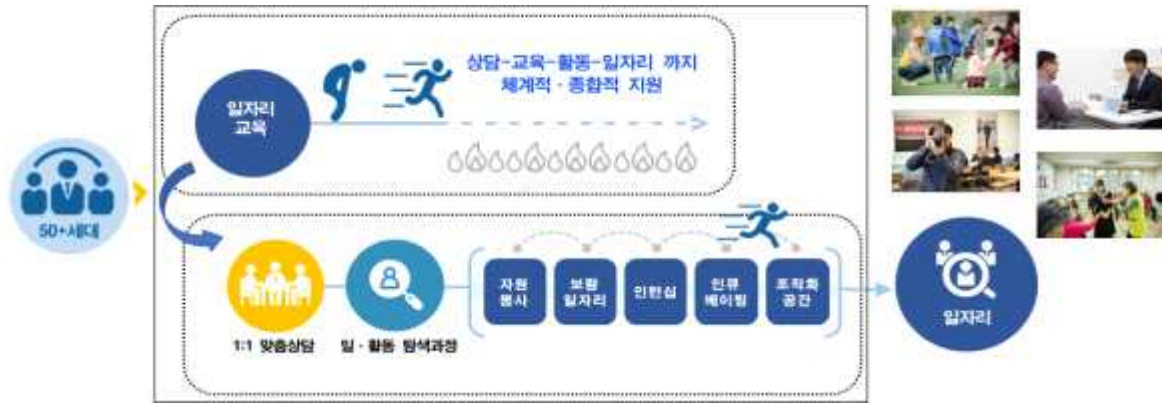 50+세대
일자리
교육
상담-교육-활동-일자리 까지
체계적·종합적 지원
1:1 맞춤상담
일·활동 탐색과정
자원
봉사
보람
일자리
인턴십
인큐
베이팅
조직화
공간
일자리